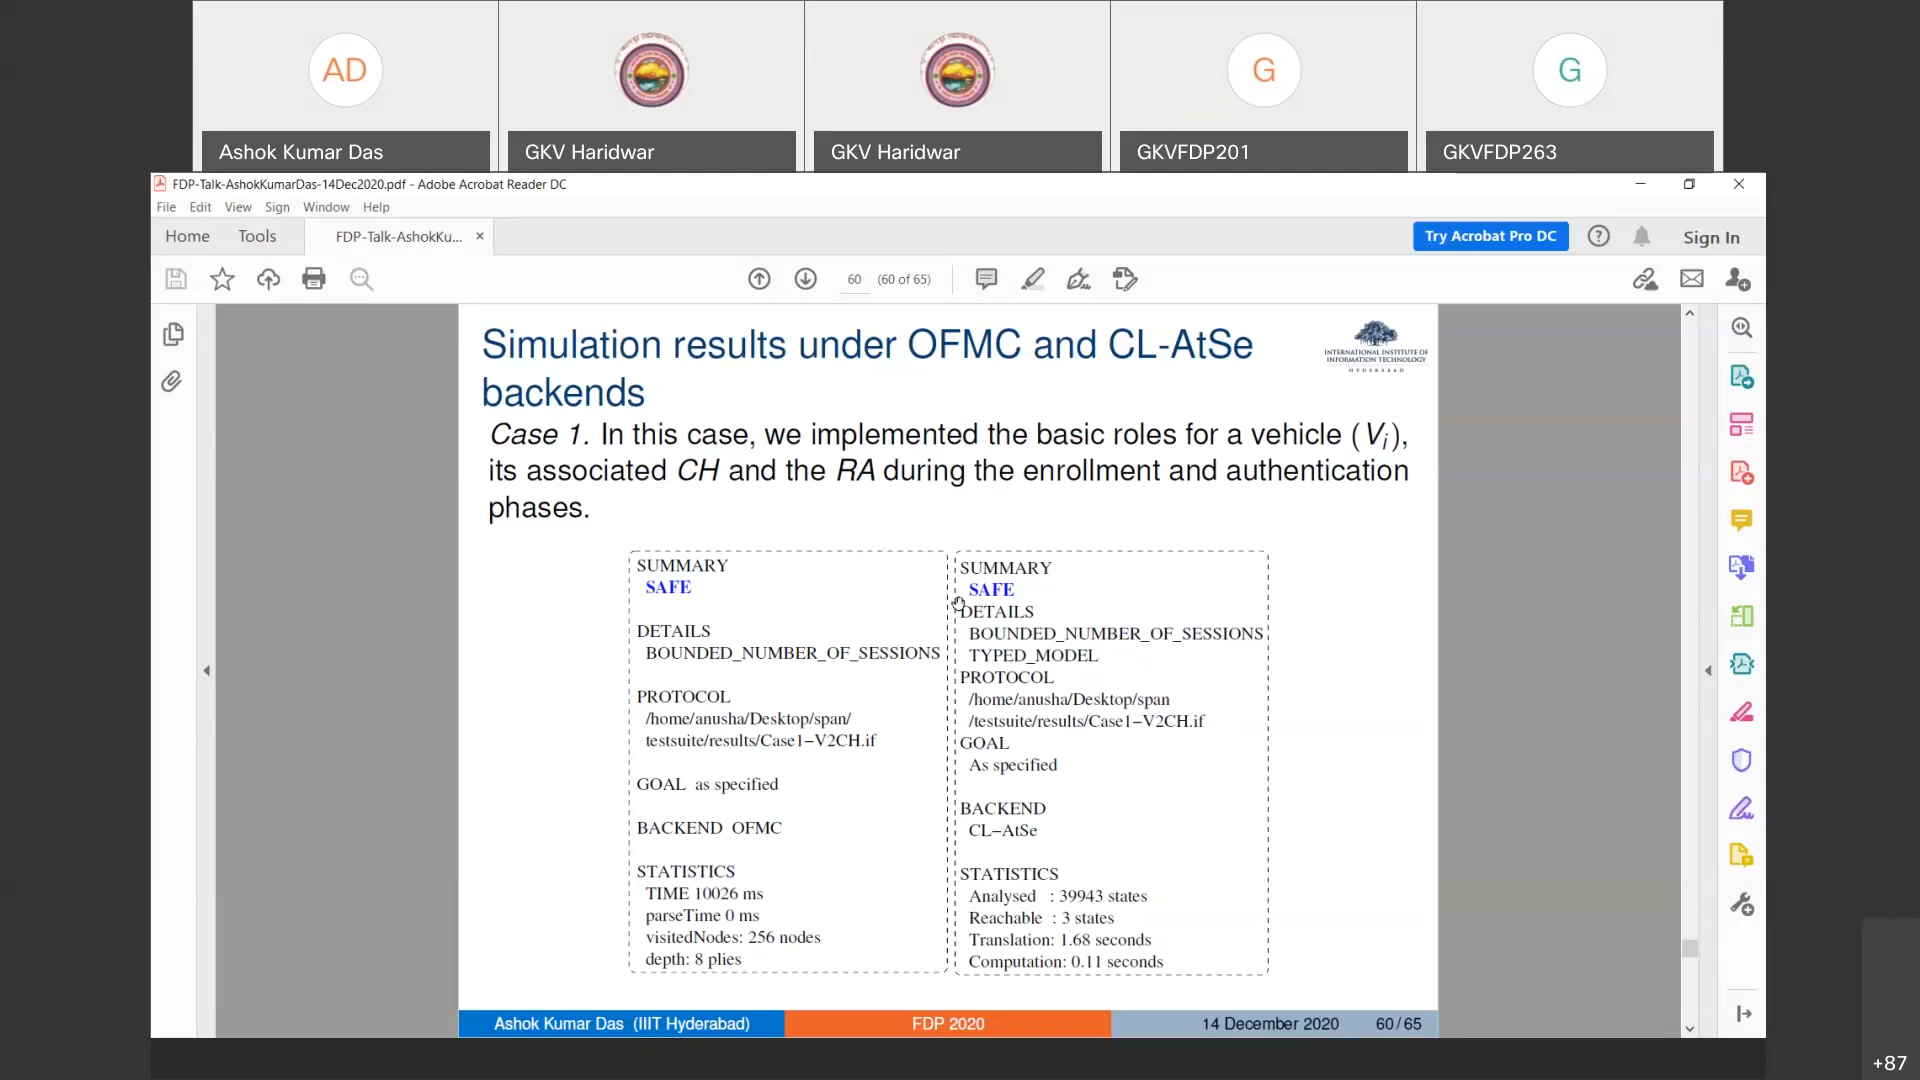 AD
G
G
Ashok Kumar Das
GKV Haridwar
GKV Haridwar
GKVFDP201
GKVFDP263
FDP-Talk-AshokKumarDas-14Dec2020.pdf - Adobe Acrobat Reader DC
File Edit View Sign Window Help
Home Tools FDP-Talk-AshokKu... ×
Try Acrobat Pro DC
Sign In
60 (60 of 65)
Simulation results under OFMC and CL-AtSe
backends
INTERNATIONAL INSTITUTE OF
INFORMATION TECHNOLOGY
HYDERABAD
Case 1. In this case, we implemented the basic roles for a vehicle (Vi),
its associated CH and the RA during the enrollment and authentication
phases.
SUMMARY
SAFE
DETAILS
BOUNDED_NUMBER_OF_SESSIONS
PROTOCOL
/home/anusha/Desktop/span/
testsuite/results/Case1−V2CH.if
GOAL as specified
BACKEND OFMC
STATISTICS
TIME 10026 ms
parseTime 0 ms
visitedNodes: 256 nodes
depth: 8 plies
SUMMARY
SAFE
DETAILS
BOUNDED_NUMBER_OF_SESSIONS
TYPED_MODEL
PROTOCOL
/home/anusha/Desktop/span
/testsuite/results/Case1−V2CH.if
GOAL
As specified
BACKEND
CL−AtSe
STATISTICS
Analysed : 39943 states
Reachable : 3 states
Translation: 1.68 seconds
Computation: 0.11 seconds
Ashok Kumar Das (IIIT Hyderabad)
FDP 2020
14 December 2020 60/65
+87